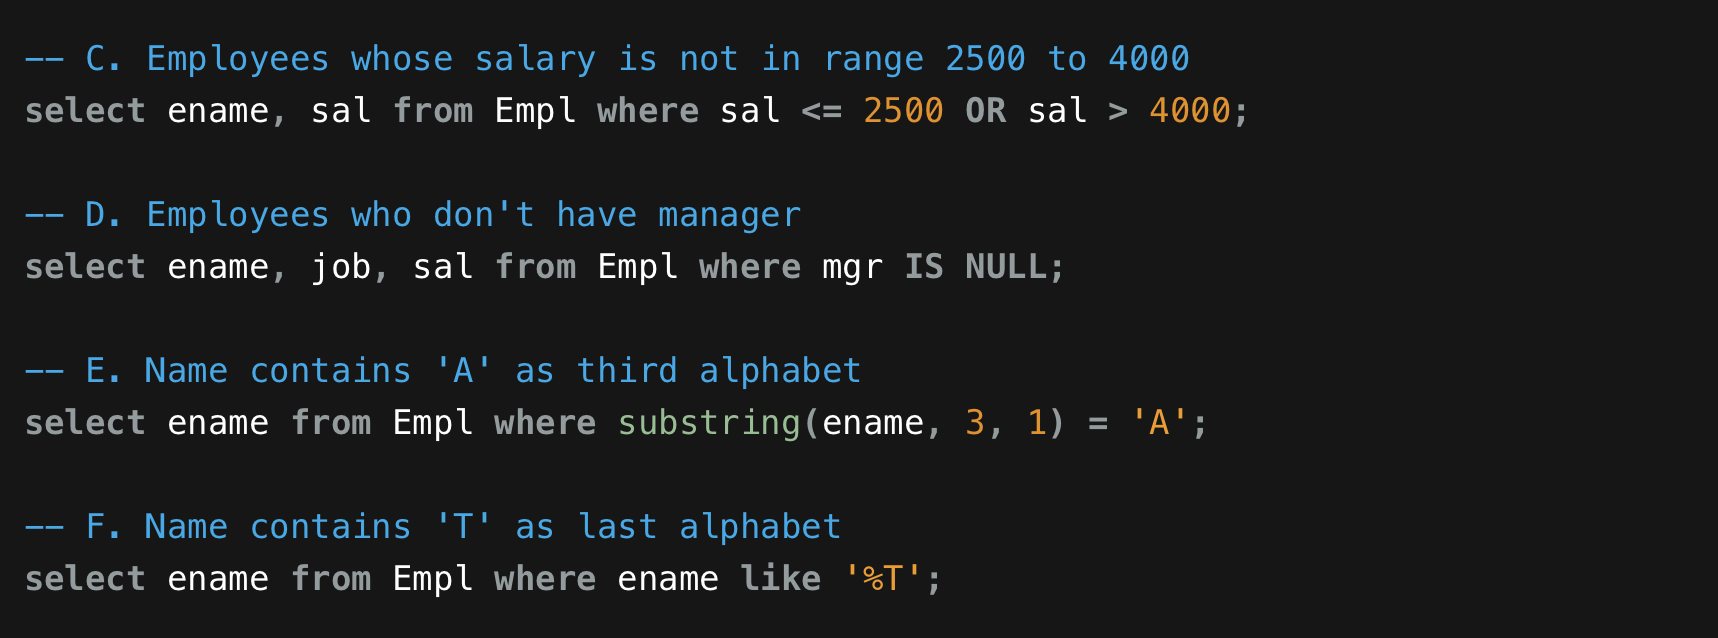 -- C. Employees whose salary is not in range 2500 to 4000
select ename, sal from Empl where sal <= 2500 OR sal > 4000;
-- D. Employees who don't have manager
select ename, job, sal from Empl where mgr IS NULL;
-- E. Name contains 'A' as third alphabet
select ename from Empl where substring(ename, 3, 1) = 'A';
-- F. Name contains 'T' as last alphabet
select ename from Empl where ename like '%T';